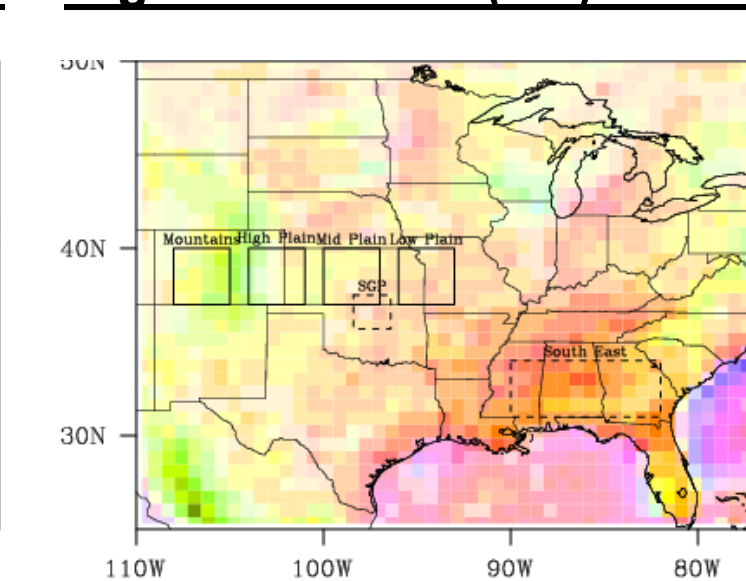 50N
Mountains High Plain Mid Plain Low Plain
40N
SGP
South East
30N
110W 100W 90W 80W